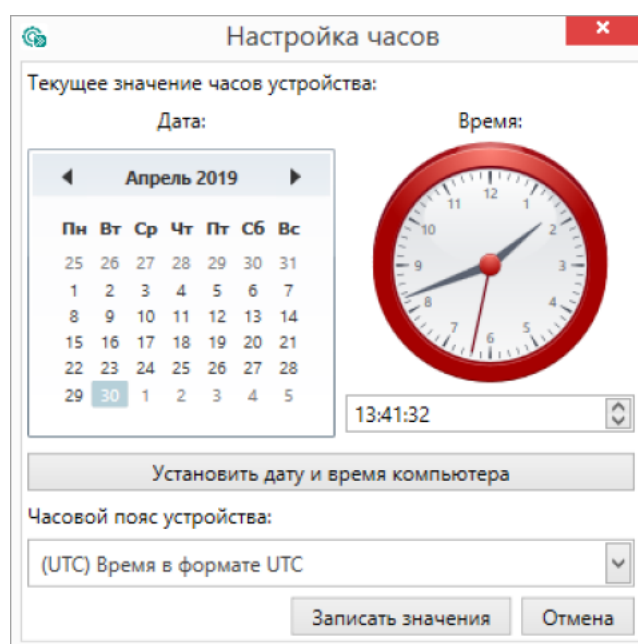 Настройка часов
Текущее значение часов устройства:
Дата:
Время:
Апрель 2019
Пн Вт Ср Чт Пт Сб Вс
25 26 27 28 29 30 31
1 2 3 4 5 6 7
8 9 10 11 12 13 14
15 16 17 18 19 20 21
22 23 24 25 26 27 28
29 30 1 2 3 4 5
12
1
2
3
4
5
6
7
8
9
10
11
13:41:32
Установить дату и время компьютера
Часовой пояс устройства:
(UTC) Время в формате UTC
Записать значения
Отмена